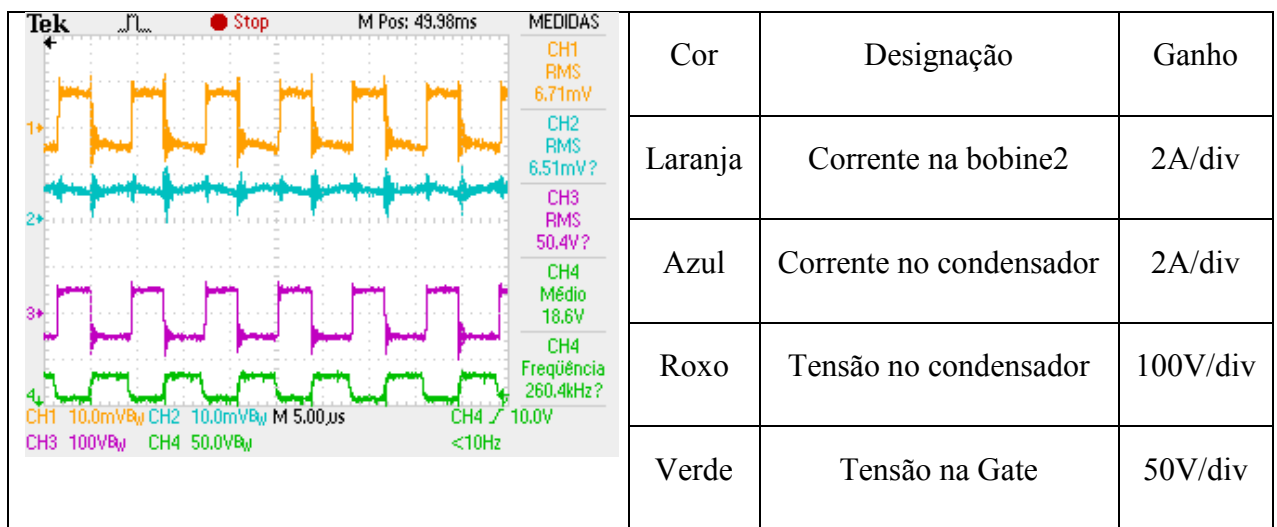 Tek Stop M Pos: 49.98ms MEDIDAS
CH1
RMS
6.71mV
CH2
RMS
6.51mV?
CH3
RMS
50.4V?
CH4
Médio
18.6V
CH4
Freqüência
260.4kHz?
1
2
3
4
CH1 10.0mVBW CH2 10.0mVBW M 5.00µs CH4 10.0V
CH3 100VBW CH4 50.0VBW <10Hz
Cor Designação Ganho
Laranja Corrente na bobine2 2A/div
Azul Corrente no condensador 2A/div
Roxo Tensão no condensador 100V/div
Verde Tensão na Gate 50V/div